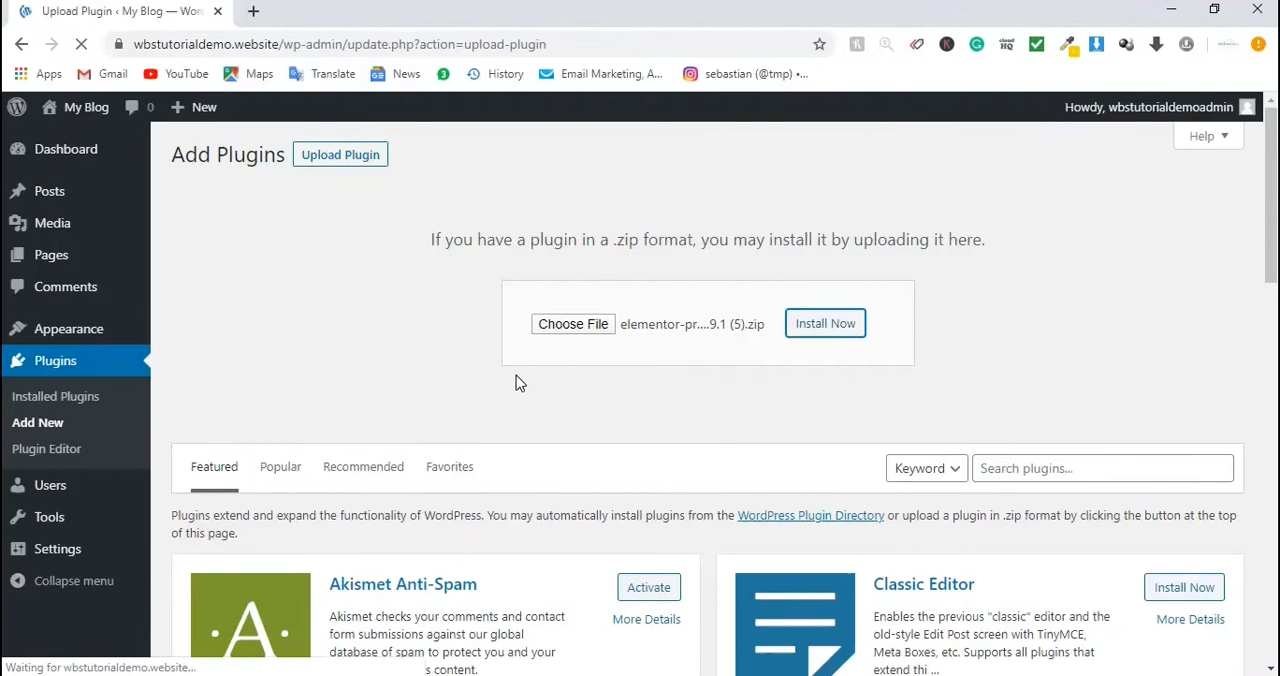 Upload Plugin ‹ My Blog — Wor
wbstutorialdemo.website/wp-admin/update.php?action=upload-plugin
Apps Gmail YouTube Maps Translate News 3 History Email Marketing, A... sebastian (@tmp) •...
My Blog 0 New Howdy, wbstutorialdemoadmin
Help
Add Plugins Upload Plugin
Dashboard
Posts
Media
Pages
Comments
Appearance
Plugins
Installed Plugins
Add New
Plugin Editor
Users
Tools
Settings
Collapse menu
If you have a plugin in a .zip format, you may install it by uploading it here.
Choose File elementor-pr....9.1 (5).zip Install Now
Featured Popular Recommended Favorites Keyword Search plugins...
Plugins extend and expand the functionality of WordPress. You may automatically install plugins from the WordPress Plugin Directory or upload a plugin in .zip format by clicking the button at the top
of this page.
A
Akismet Anti-Spam Activate
More Details
Akismet checks your comments and contact
form submissions against our global
database of spam to protect you and your
s content.
Classic Editor Install Now
More Details
Enables the previous "classic" editor and the
old-style Edit Post screen with TinyMCE,
Meta Boxes, etc. Supports all plugins that
extend thi ...
Waiting for wbstutorialdemo.website...